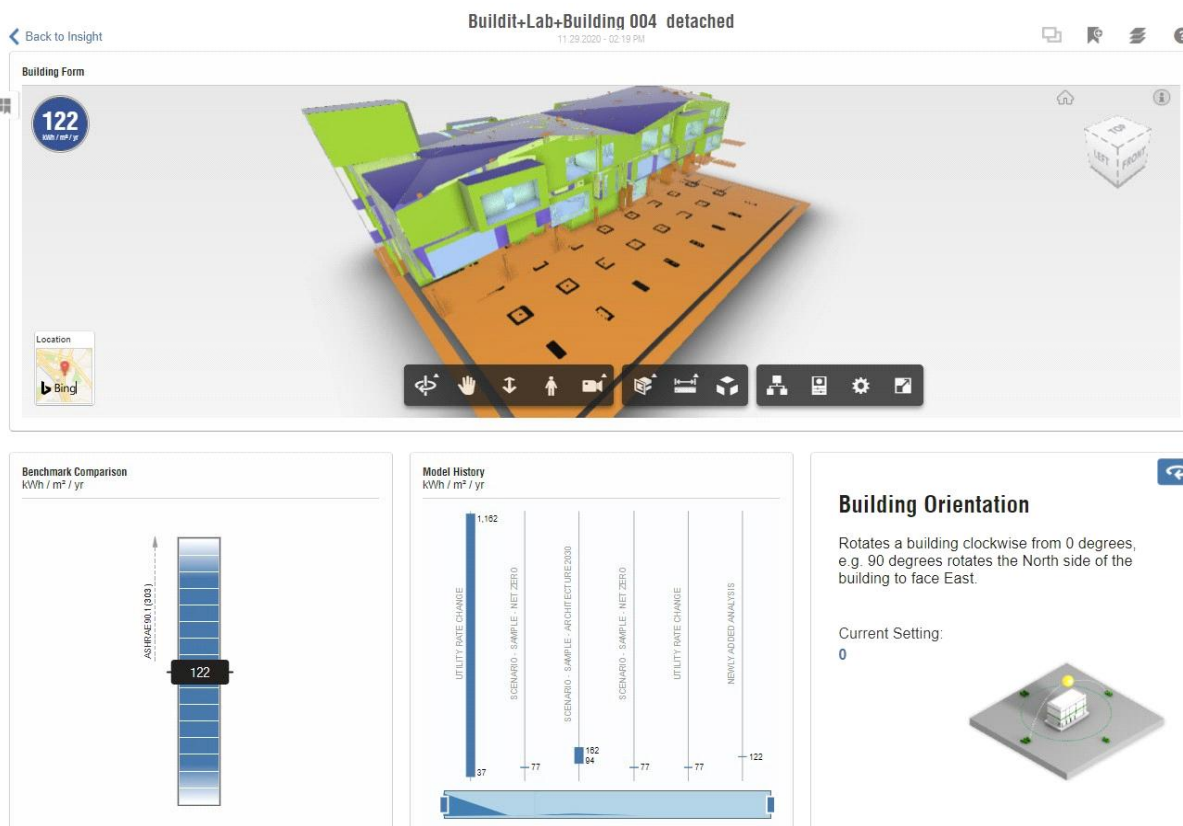 Buildit+Lab+Building 004 detached
11.29.2020 - 02:19 PM
Back to Insight
Building Form
122
kWh / m² / yr
TOP
LEFT
FRONT
Location
Bing
Benchmark Comparison
kWh / m² / yr
ASHRAE 90.1 (303)
122
Model History
kWh / m² / yr
UTILITY RATE CHANGE
1,162
37
SCENARIO - SAMPLE - NET ZERO
77
SCENARIO - SAMPLE - ARCHITECTURE 2030
162
94
SCENARIO - SAMPLE - NET ZERO
77
UTILITY RATE CHANGE
77
NEWLY ADDED ANALYSIS
122
Building Orientation
Rotates a building clockwise from 0 degrees,
e.g. 90 degrees rotates the North side of the
building to face East.
Current Setting:
0